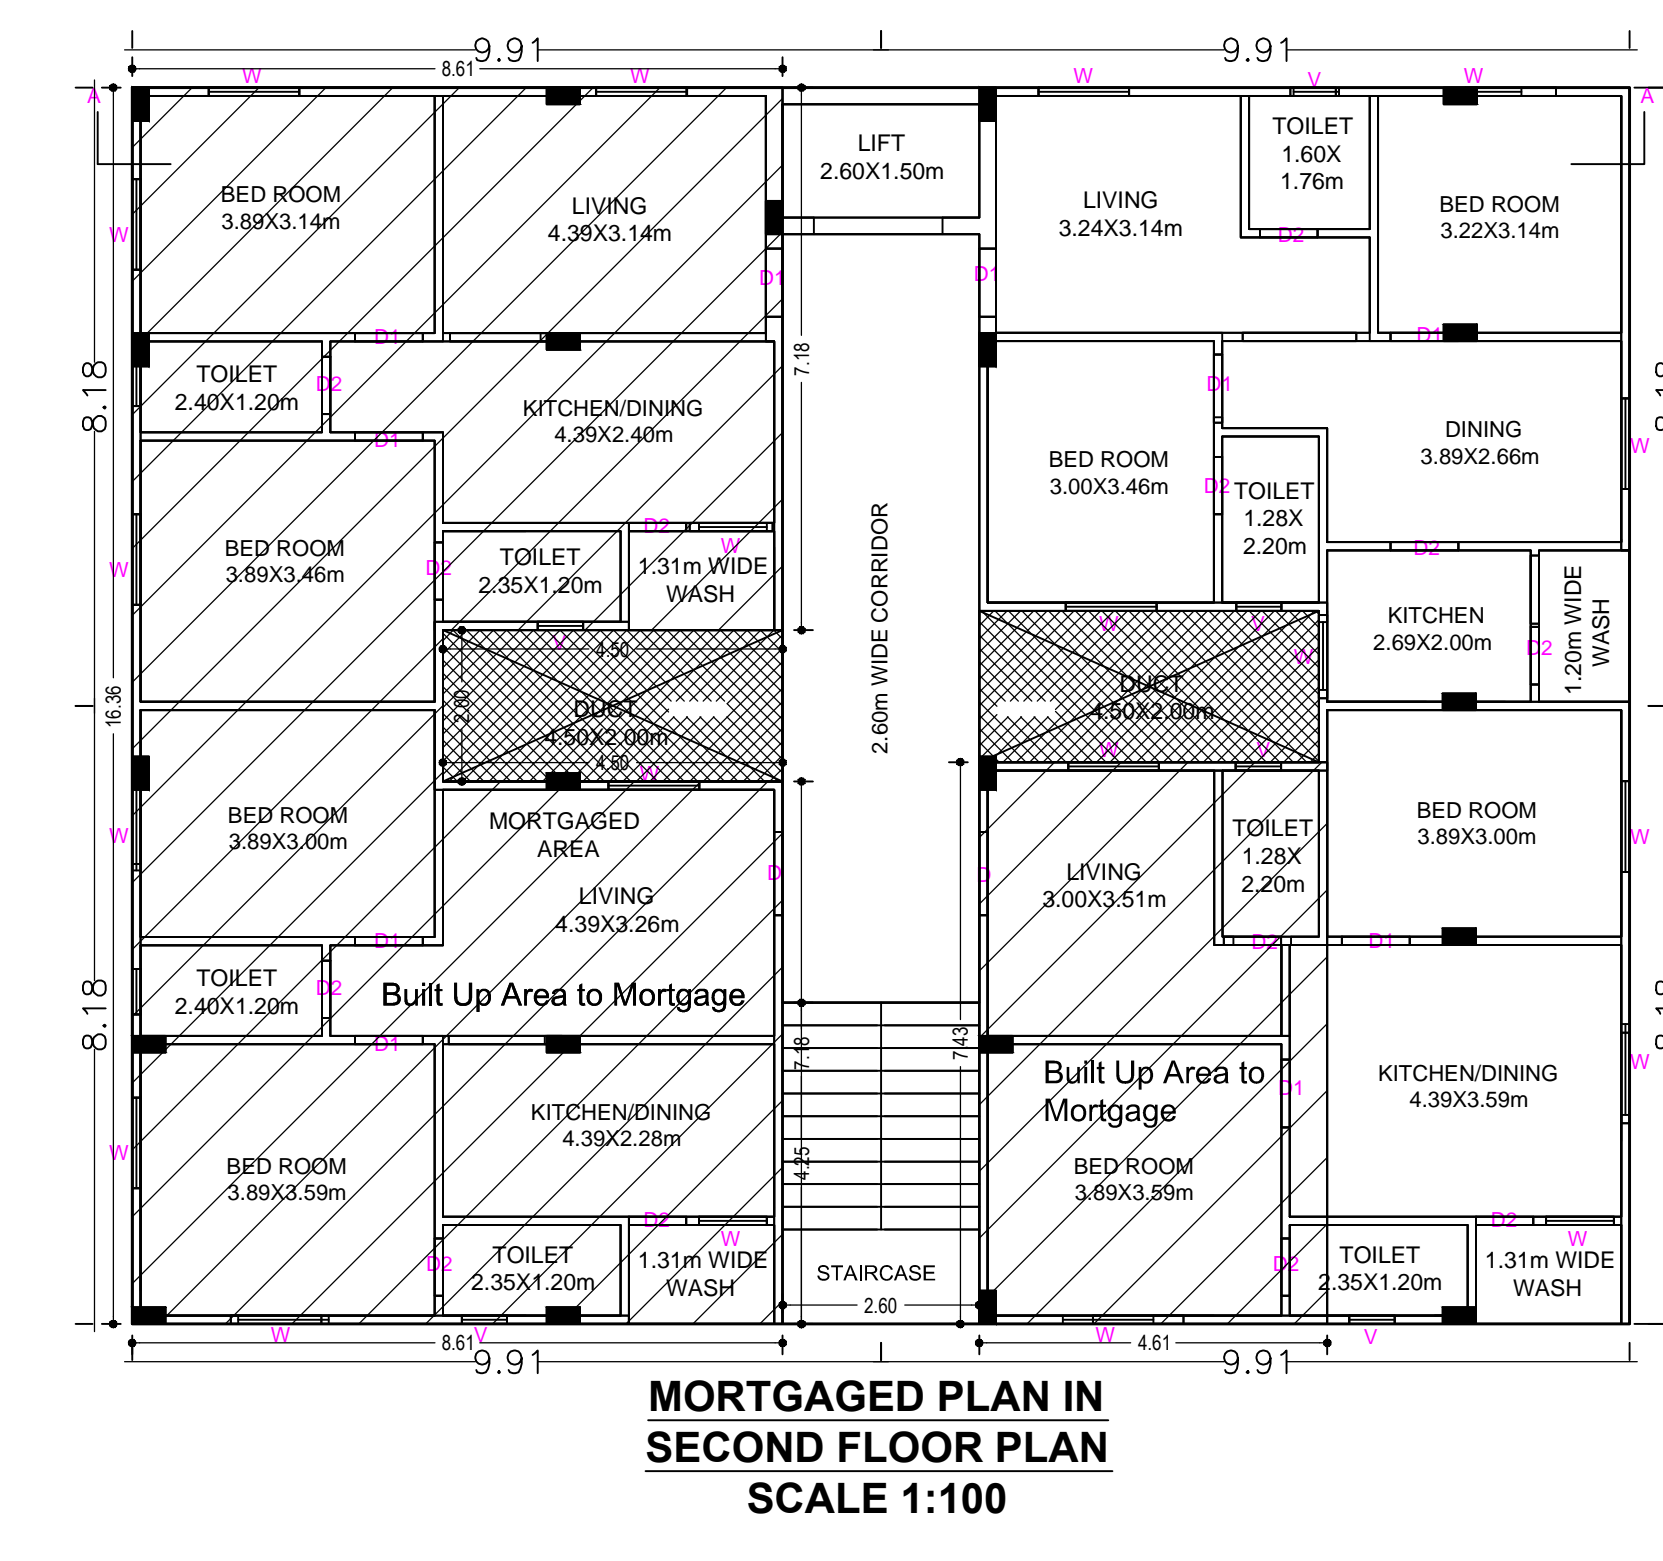 9.91
9.91
8.61
W
W
W
V
W
A
A
BED ROOM
3.89X3.14m
LIVING
4.39X3.14m
LIFT
2.60X1.50m
LIVING
3.24X3.14m
TOILET
1.60X
1.76m
BED ROOM
3.22X3.14m
W
D2
D1
D1
D1
D1
8.18
7.18
TOILET
2.40X1.20m
D2
KITCHEN/DINING
4.39X2.40m
D1
D1
DINING
3.89X2.66m
W
BED ROOM
3.00X3.46m
D2
TOILET
1.28X
2.20m
W
BED ROOM
3.89X3.46m
D2
TOILET
2.35X1.20m
D2
W
1.31m WIDE
WASH
2.60m WIDE CORRIDOR
D2
KITCHEN
2.69X2.00m
D2
1.20m WIDE
WASH
V
4.50
W
V
W
16.36
2.00
DUCT
4.50X2.00m
4.50
W
DUCT
4.50X2.00m
W
V
W
BED ROOM
3.89X3.00m
MORTGAGED
AREA
LIVING
4.39X3.26m
D
D
LIVING
3.00X3.51m
TOILET
1.28X
2.20m
BED ROOM
3.89X3.00m
W
D1
D2
D1
8.18
TOILET
2.40X1.20m
D2
Built Up Area to Mortgage
D1
7.18
7.43
Built Up Area to
Mortgage
D1
KITCHEN/DINING
4.39X3.59m
W
W
BED ROOM
3.89X3.59m
KITCHEN/DINING
4.39X2.28m
4.25
BED ROOM
3.89X3.59m
D2
TOILET
2.35X1.20m
D2
W
1.31m WIDE
WASH
STAIRCASE
2.60
D2
TOILET
2.35X1.20m
D2
W
1.31m WIDE
WASH
W
V
W
V
8.61
4.61
9.91
9.91
MORTGAGED PLAN IN
SECOND FLOOR PLAN
SCALE 1:100